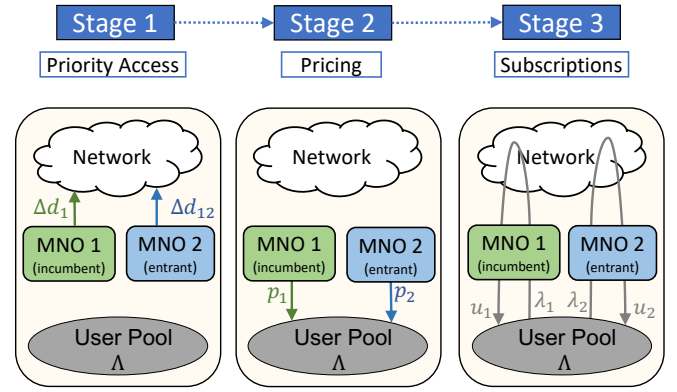 Stage 1
Stage 2
Stage 3
Priority Access
Pricing
Subscriptions
Network
Δd₁
Δd₁₂
MNO 1
(incumbent)
MNO 2
(entrant)
User Pool
Λ
Network
MNO 1
(incumbent)
MNO 2
(entrant)
p₁
p₂
User Pool
Λ
Network
MNO 1
(incumbent)
MNO 2
(entrant)
u₁
λ₁
λ₂
u₂
User Pool
Λ